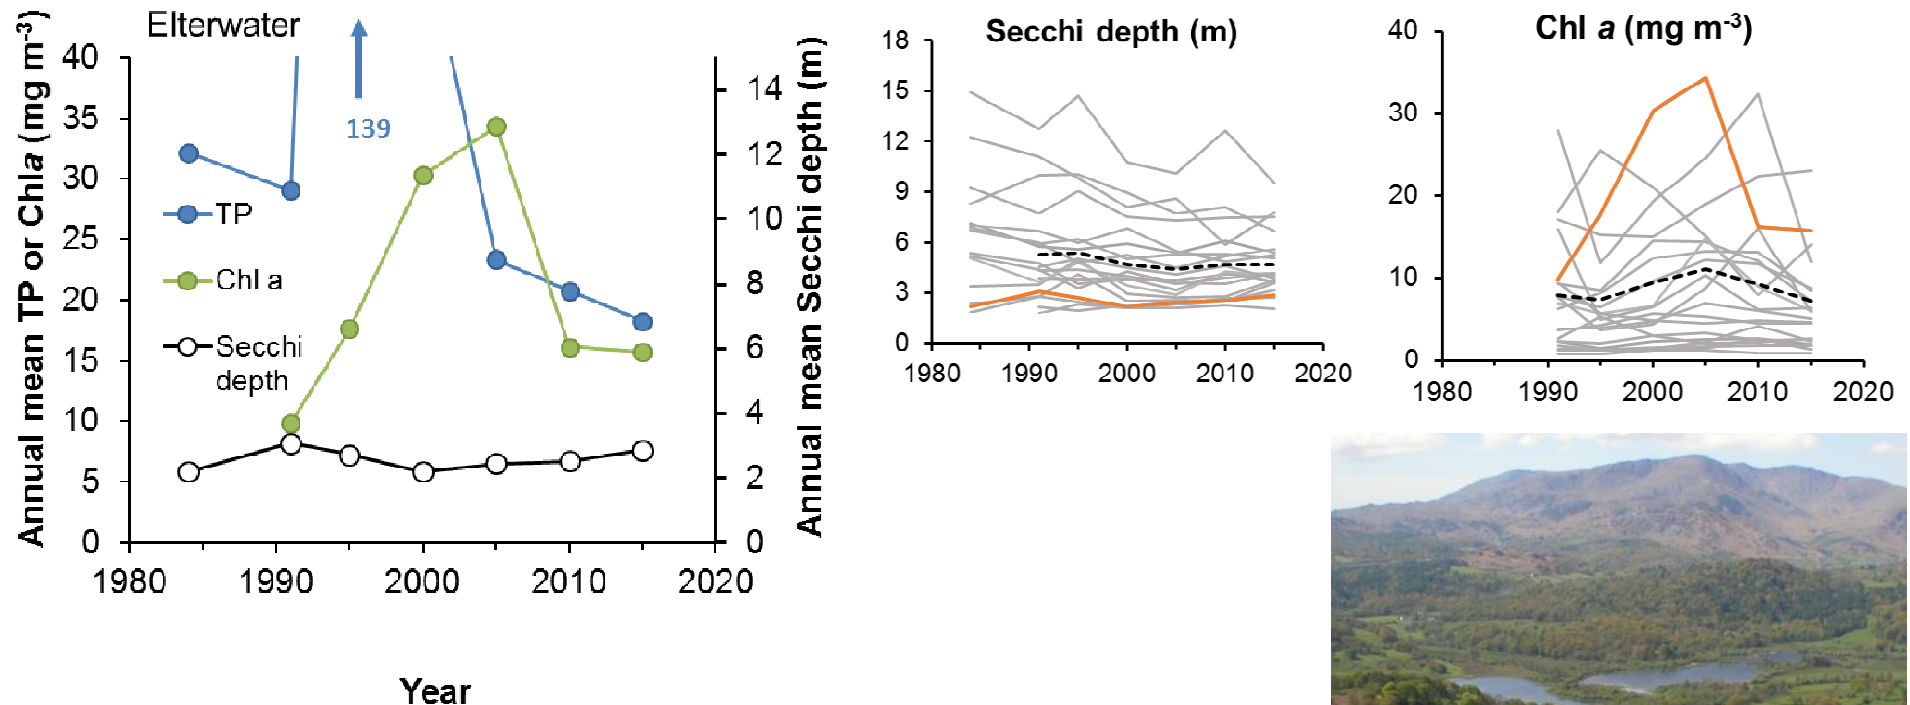 Elterwater
Annual mean TP or Chla (mg m-3)
40
35
30
25
20
15
10
5
0
139
TP
Chl a
Secchi
depth
14
12
10
8
6
4
2
0
Annual mean Secchi depth (m)
1980 1990 2000 2010 2020
Year
Secchi depth (m)
18
15
12
9
6
3
0
1980 1990 2000 2010 2020
Chl a (mg m-3)
40
30
20
10
0
1980 1990 2000 2010 2020